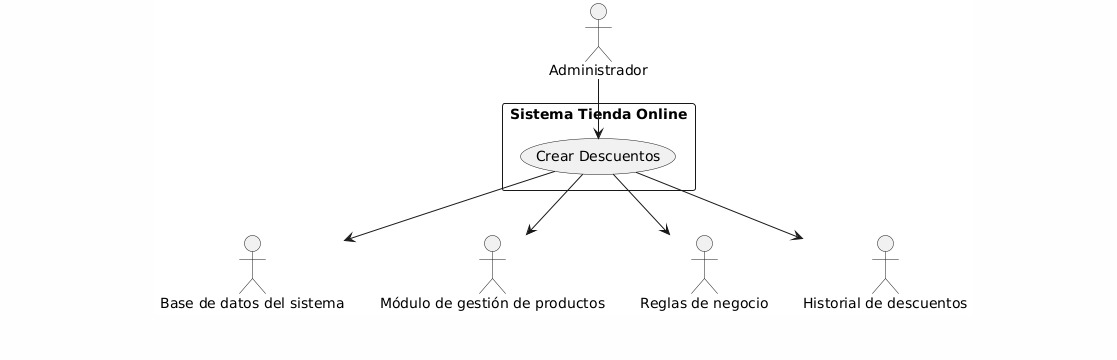 Administrador
Sistema Tienda Online
Crear Descuentos
Base de datos del sistema
Módulo de gestión de productos
Reglas de negocio
Historial de descuentos